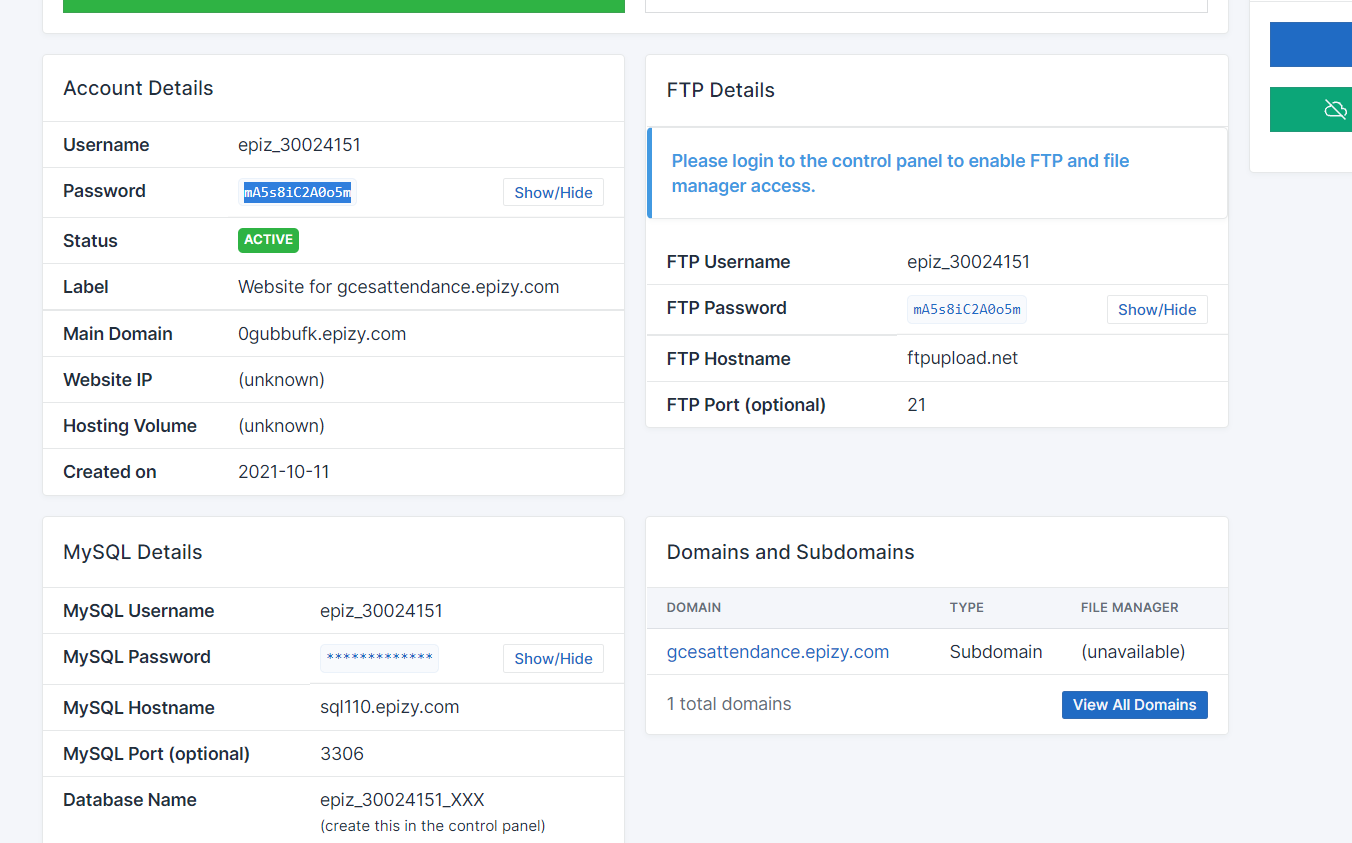 Account Details
Username epiz_30024151
Password mA5s8iC2A0o5m Show/Hide
Status ACTIVE
Label Website for gcesattendance.epizy.com
Main Domain 0gubbufk.epizy.com
Website IP (unknown)
Hosting Volume (unknown)
Created on 2021-10-11
FTP Details
Please login to the control panel to enable FTP and file
manager access.
FTP Username epiz_30024151
FTP Password mA5s8iC2A0o5m Show/Hide
FTP Hostname ftpupload.net
FTP Port (optional) 21
MySQL Details
MySQL Username epiz_30024151
MySQL Password ************* Show/Hide
MySQL Hostname sql110.epizy.com
MySQL Port (optional) 3306
Database Name epiz_30024151_XXX
(create this in the control panel)
Domains and Subdomains
DOMAIN TYPE FILE MANAGER
gcesattendance.epizy.com Subdomain (unavailable)
1 total domains View All Domains